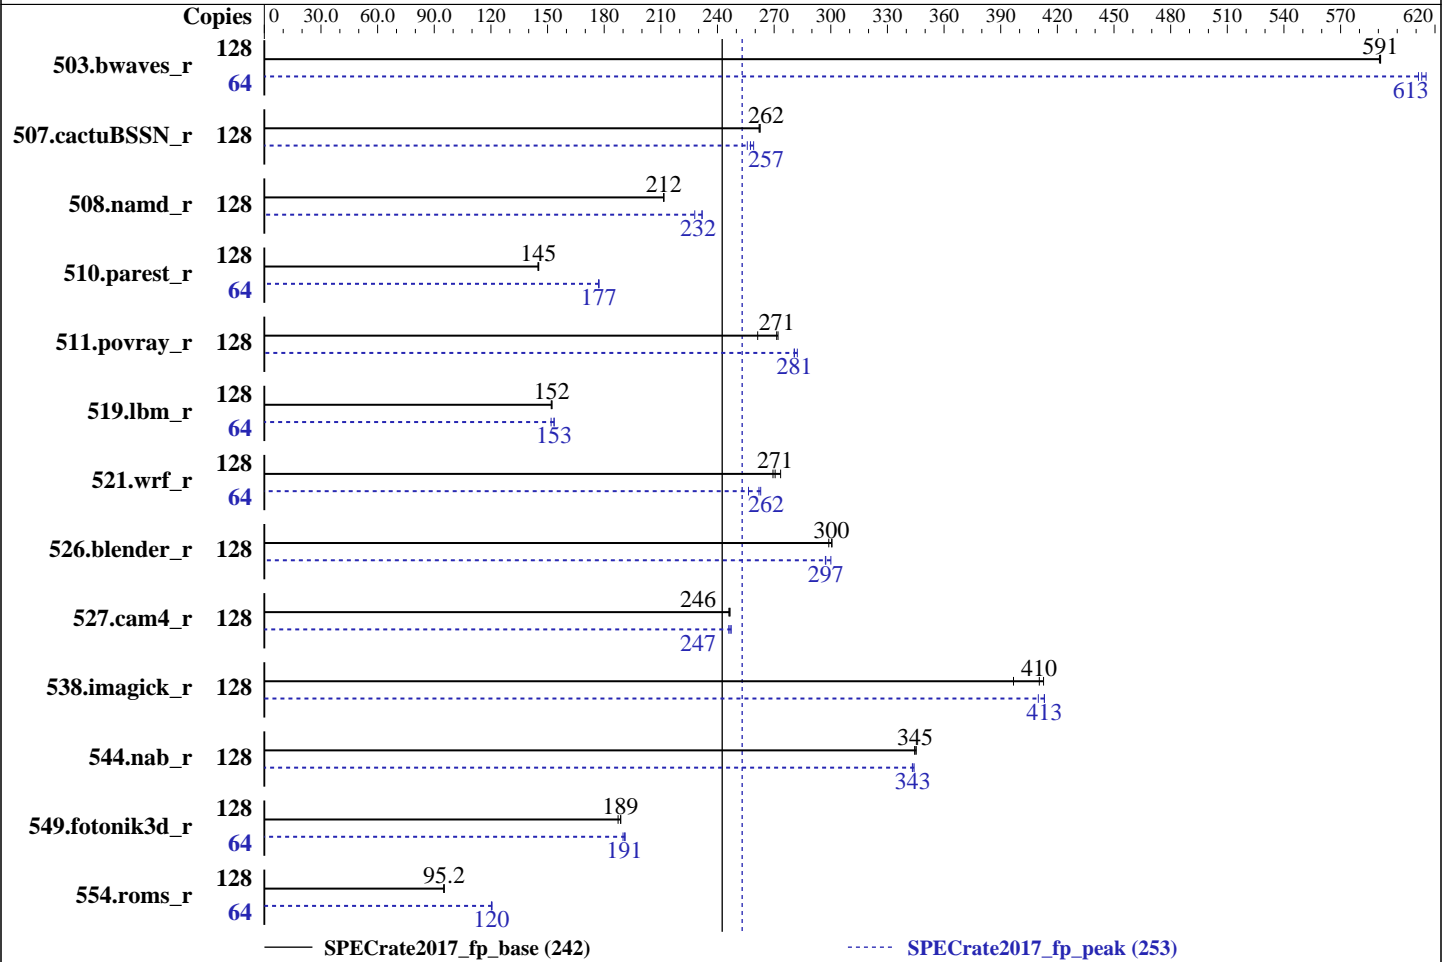 Copies 0 30.0 60.0 90.0 120 150 180 210 240 270 300 330 360 390 420 450 480 510 540 570 620
503.bwaves_r 128 591
64 613
507.cactuBSSN_r 128 262
257
508.namd_r 128 212
232
510.parest_r 128 145
64 177
511.povray_r 128 271
281
519.lbm_r 128 152
64 153
521.wrf_r 128 271
64 262
526.blender_r 128 300
297
527.cam4_r 128 246
247
538.imagick_r 128 410
413
544.nab_r 128 345
343
549.fotonik3d_r 128 189
64 191
554.roms_r 128 95.2
64 120
SPECrate2017_fp_base (242) SPECrate2017_fp_peak (253)